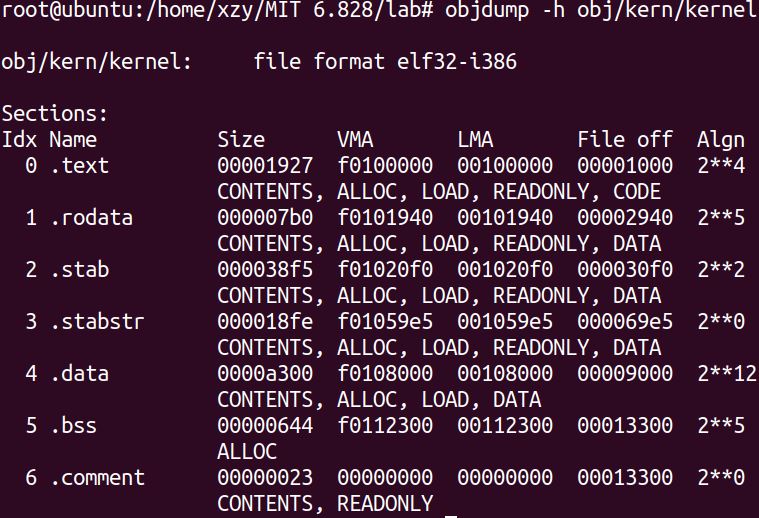 root@ubuntu:/home/xzy/MIT 6.828/lab# objdump -h obj/kern/kernel
obj/kern/kernel:     file format elf32-i386
Sections:
Idx Name          Size      VMA       LMA       File off  Algn
  0 .text         00001927  f0100000  00100000  00001000  2**4
                  CONTENTS, ALLOC, LOAD, READONLY, CODE
  1 .rodata       000007b0  f0101940  00101940  00002940  2**5
                  CONTENTS, ALLOC, LOAD, READONLY, DATA
  2 .stab         000038f5  f01020f0  001020f0  000030f0  2**2
                  CONTENTS, ALLOC, LOAD, READONLY, DATA
  3 .stabstr      000018fe  f01059e5  001059e5  000069e5  2**0
                  CONTENTS, ALLOC, LOAD, READONLY, DATA
  4 .data         0000a300  f0108000  00108000  00009000  2**12
                  CONTENTS, ALLOC, LOAD, DATA
  5 .bss          00000644  f0112300  00112300  00013300  2**5
                  ALLOC
  6 .comment      00000023  00000000  00000000  00013300  2**0
                  CONTENTS, READONLY